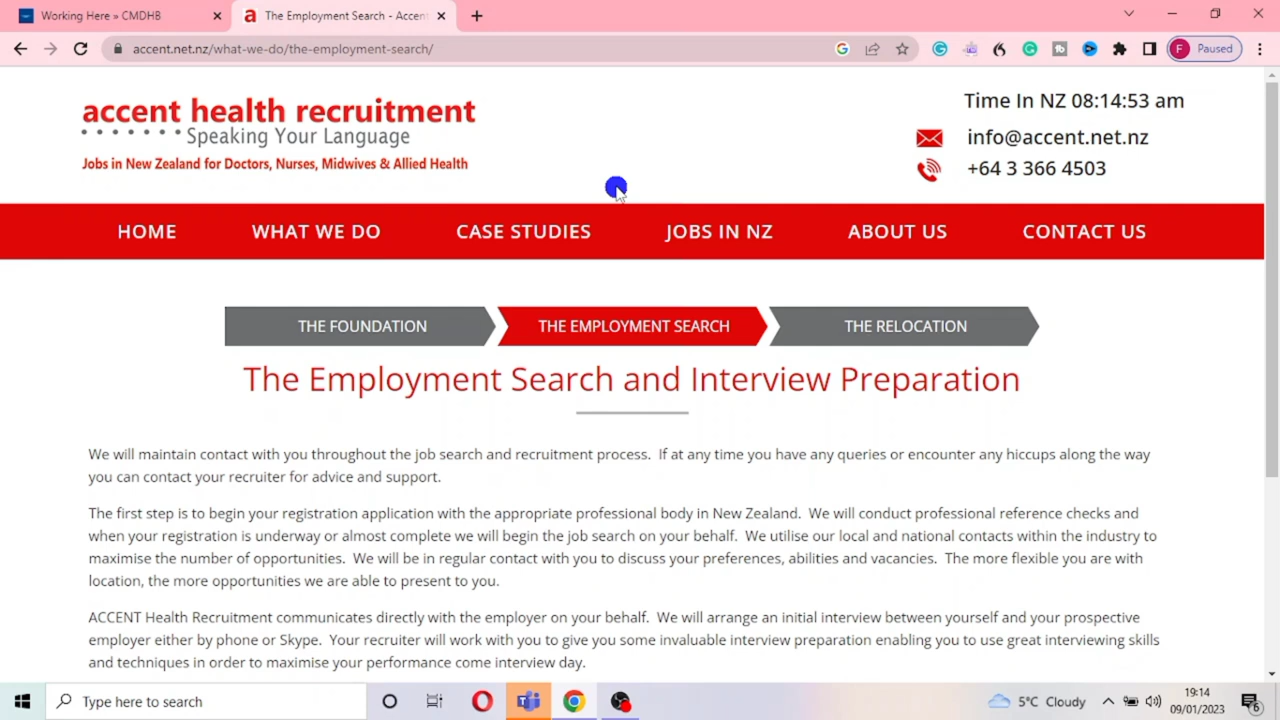 Working Here » CMDHB
The Employment Search - Accent
accent.net.nz/what-we-do/the-employment-search/
F Paused
accent health recruitment
Speaking Your Language
Jobs in New Zealand for Doctors, Nurses, Midwives & Allied Health
Time In NZ 08:14:53 am
info@accent.net.nz
+64 3 366 4503
HOME WHAT WE DO CASE STUDIES JOBS IN NZ ABOUT US CONTACT US
THE FOUNDATION THE EMPLOYMENT SEARCH THE RELOCATION
The Employment Search and Interview Preparation
We will maintain contact with you throughout the job search and recruitment process. If at any time you have any queries or encounter any hiccups along the way
you can contact your recruiter for advice and support.
The first step is to begin your registration application with the appropriate professional body in New Zealand. We will conduct professional reference checks and
when your registration is underway or almost complete we will begin the job search on your behalf. We utilise our local and national contacts within the industry to
maximise the number of opportunities. We will be in regular contact with you to discuss your preferences, abilities and vacancies. The more flexible you are with
location, the more opportunities we are able to present to you.
ACCENT Health Recruitment communicates directly with the employer on your behalf. We will arrange an initial interview between yourself and your prospective
employer either by phone or Skype. Your recruiter will work with you to give you some invaluable interview preparation enabling you to use great interviewing skills
and techniques in order to maximise your performance come interview day.
Type here to search
5°C Cloudy
19:14
09/01/2023
6